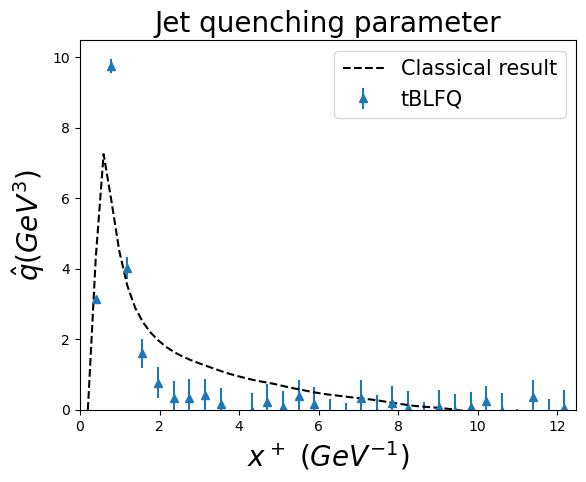 Jet quenching parameter
10
8
6
4
2
0
q̂(GeV³)
Classical result
tBLFQ
0 2 4 6 8 10 12
x⁺ (GeV⁻¹)